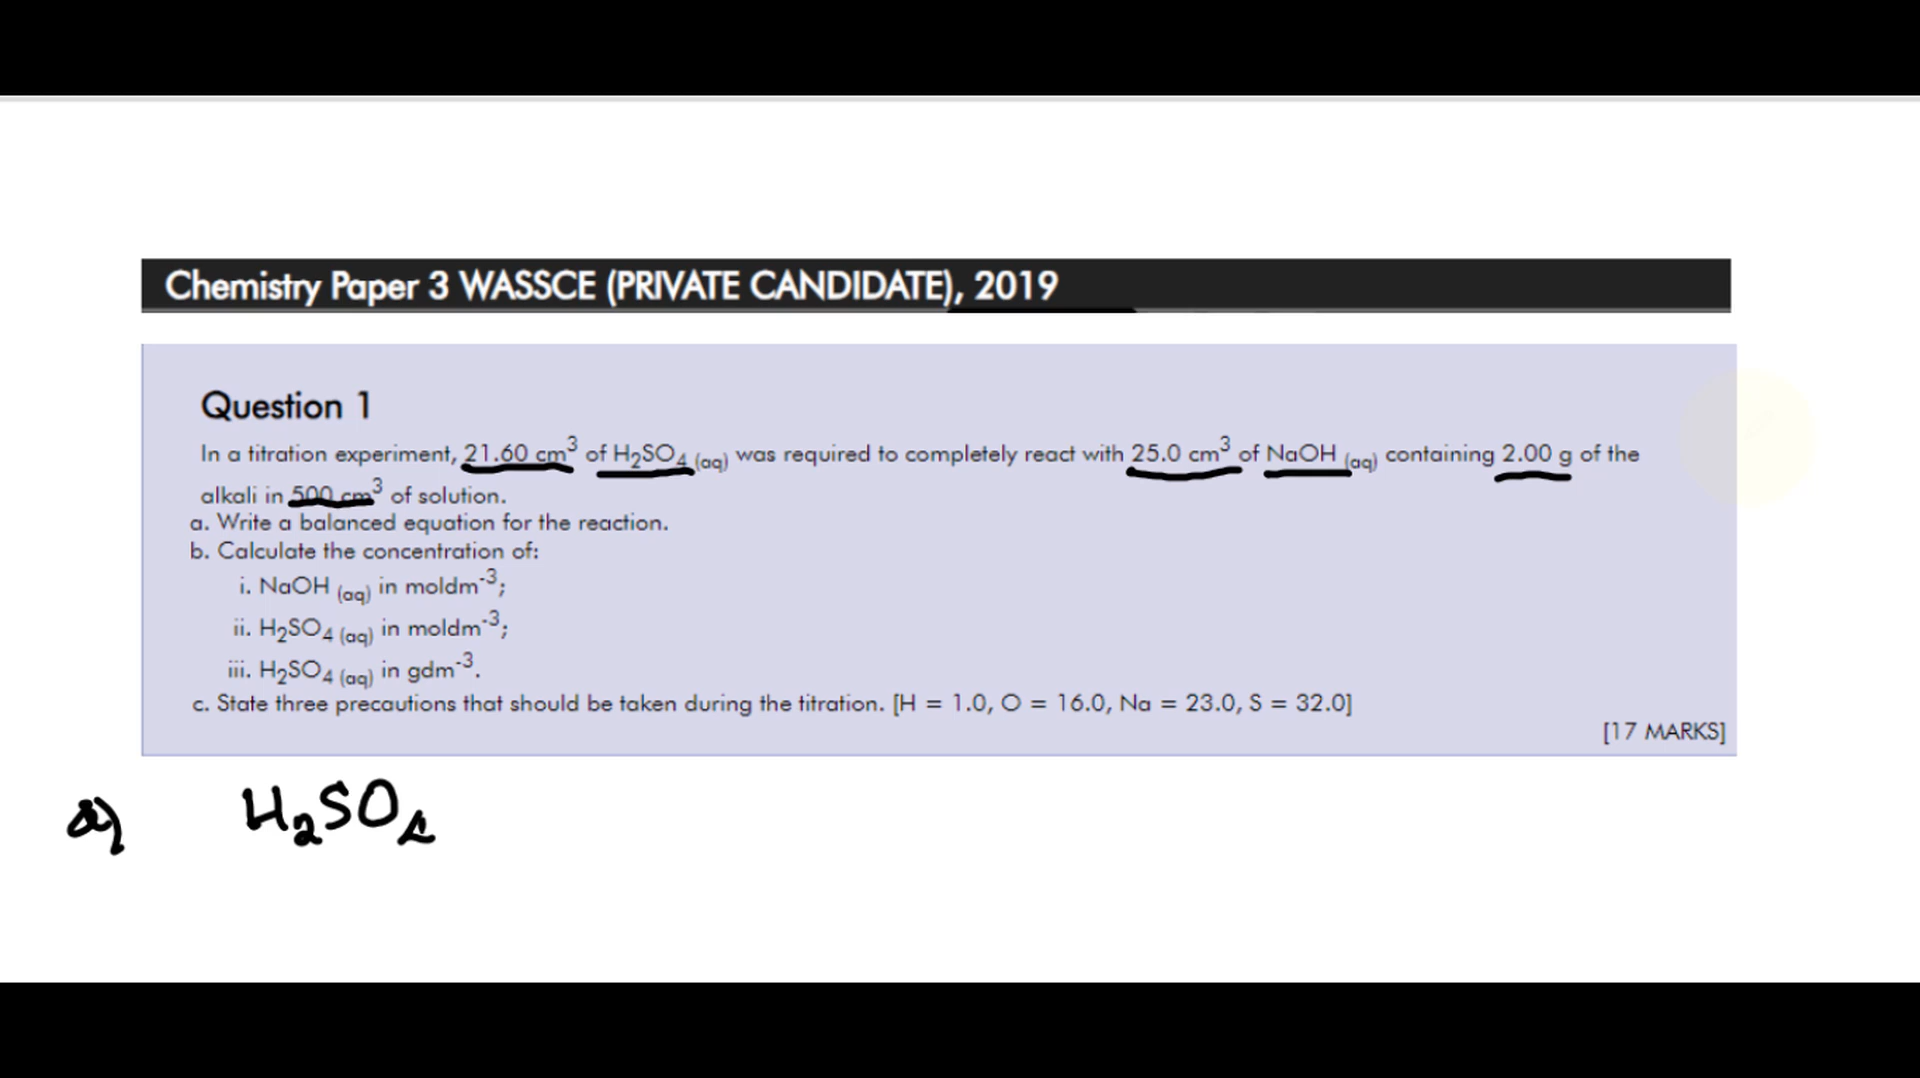 Chemistry Paper 3 WASSCE (PRIVATE CANDIDATE), 2019
Question 1
In a titration experiment, 21.60 cm³ of H₂SO₄ (aq) was required to completely react with 25.0 cm³ of NaOH (aq) containing 2.00 g of the
alkali in 500 cm³ of solution.
a. Write a balanced equation for the reaction.
b. Calculate the concentration of:
i. NaOH (aq) in moldm⁻³;
ii. H₂SO₄ (aq) in moldm⁻³;
iii. H₂SO₄ (aq) in gdm⁻³.
c. State three precautions that should be taken during the titration. [H = 1.0, O = 16.0, Na = 23.0, S = 32.0]
[17 MARKS]
a) H₂SO₄